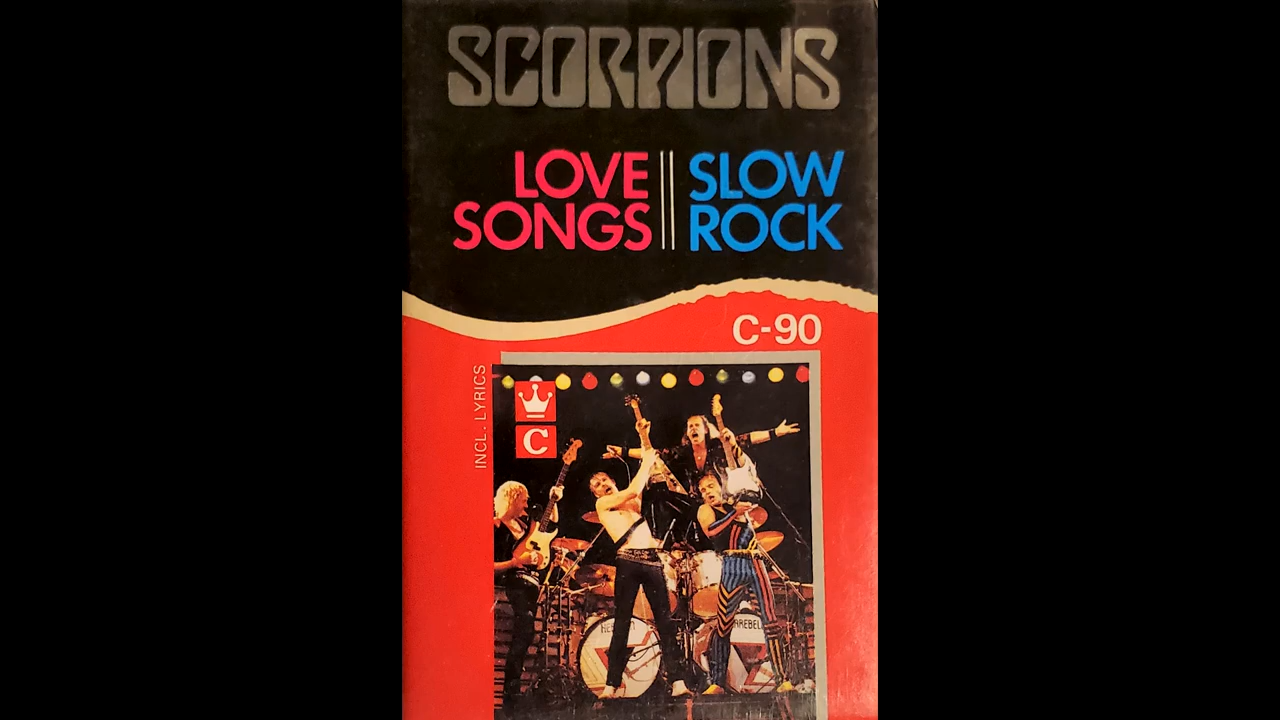 SCORPIONS
LOVE SONGS
SLOW ROCK
C-90
INCL. LYRICS
C